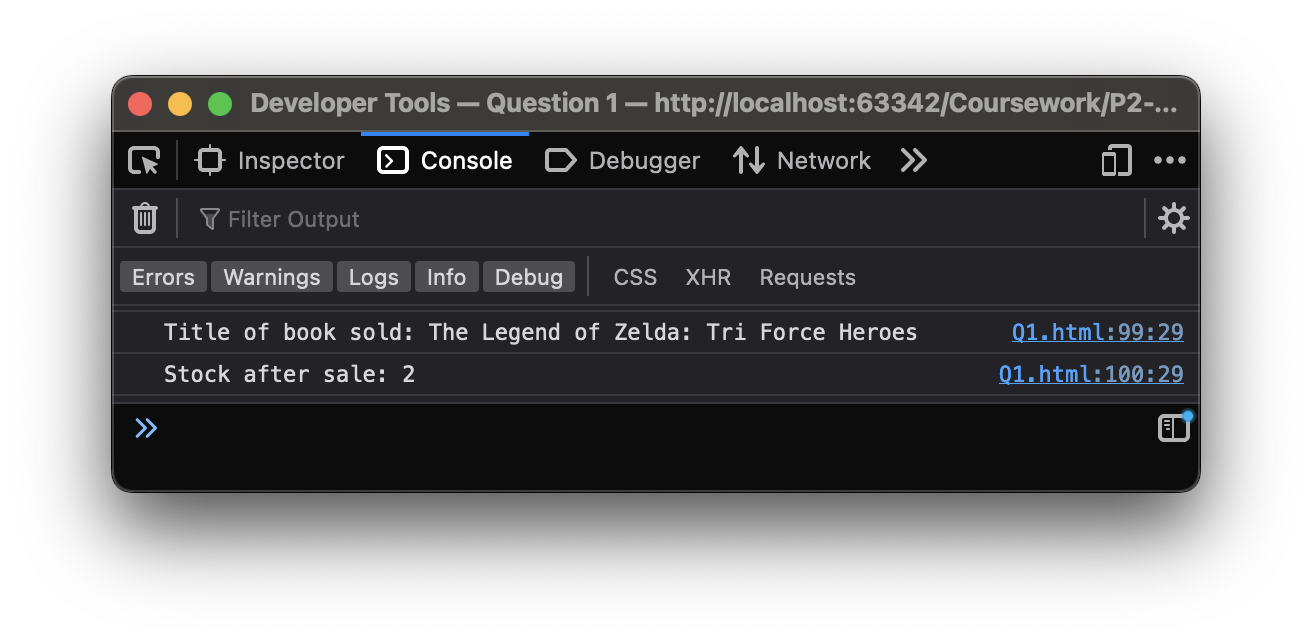 Developer Tools — Question 1 — http://localhost:63342/Coursework/P2-...
Inspector Console Debugger Network
Filter Output
Errors Warnings Logs Info Debug CSS XHR Requests
Title of book sold: The Legend of Zelda: Tri Force Heroes Q1.html:99:29
Stock after sale: 2 Q1.html:100:29